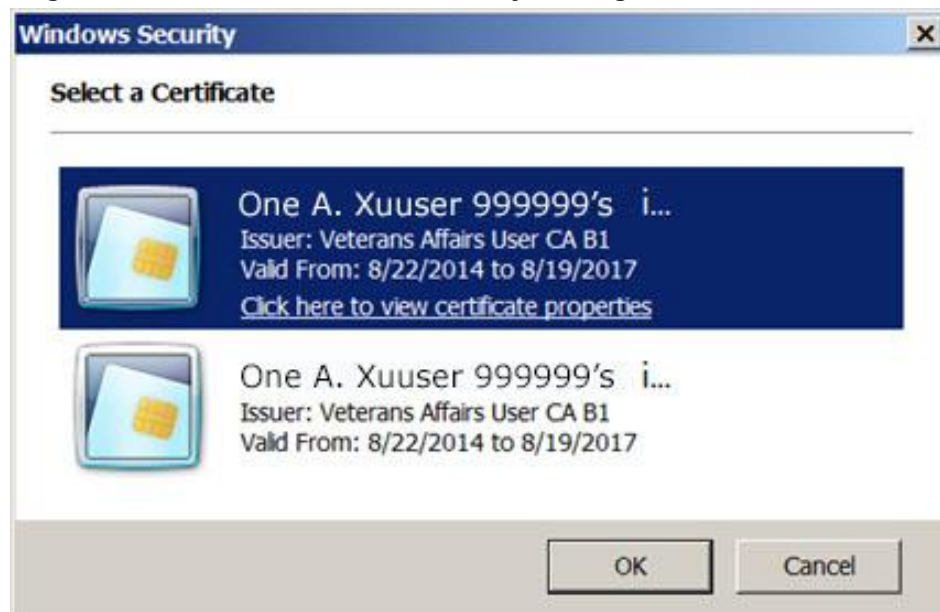 Windows Security
Select a Certificate
One A. Xuuser 999999's i...
Issuer: Veterans Affairs User CA B1
Valid From: 8/22/2014 to 8/19/2017
Click here to view certificate properties
One A. Xuuser 999999's i...
Issuer: Veterans Affairs User CA B1
Valid From: 8/22/2014 to 8/19/2017
OK Cancel